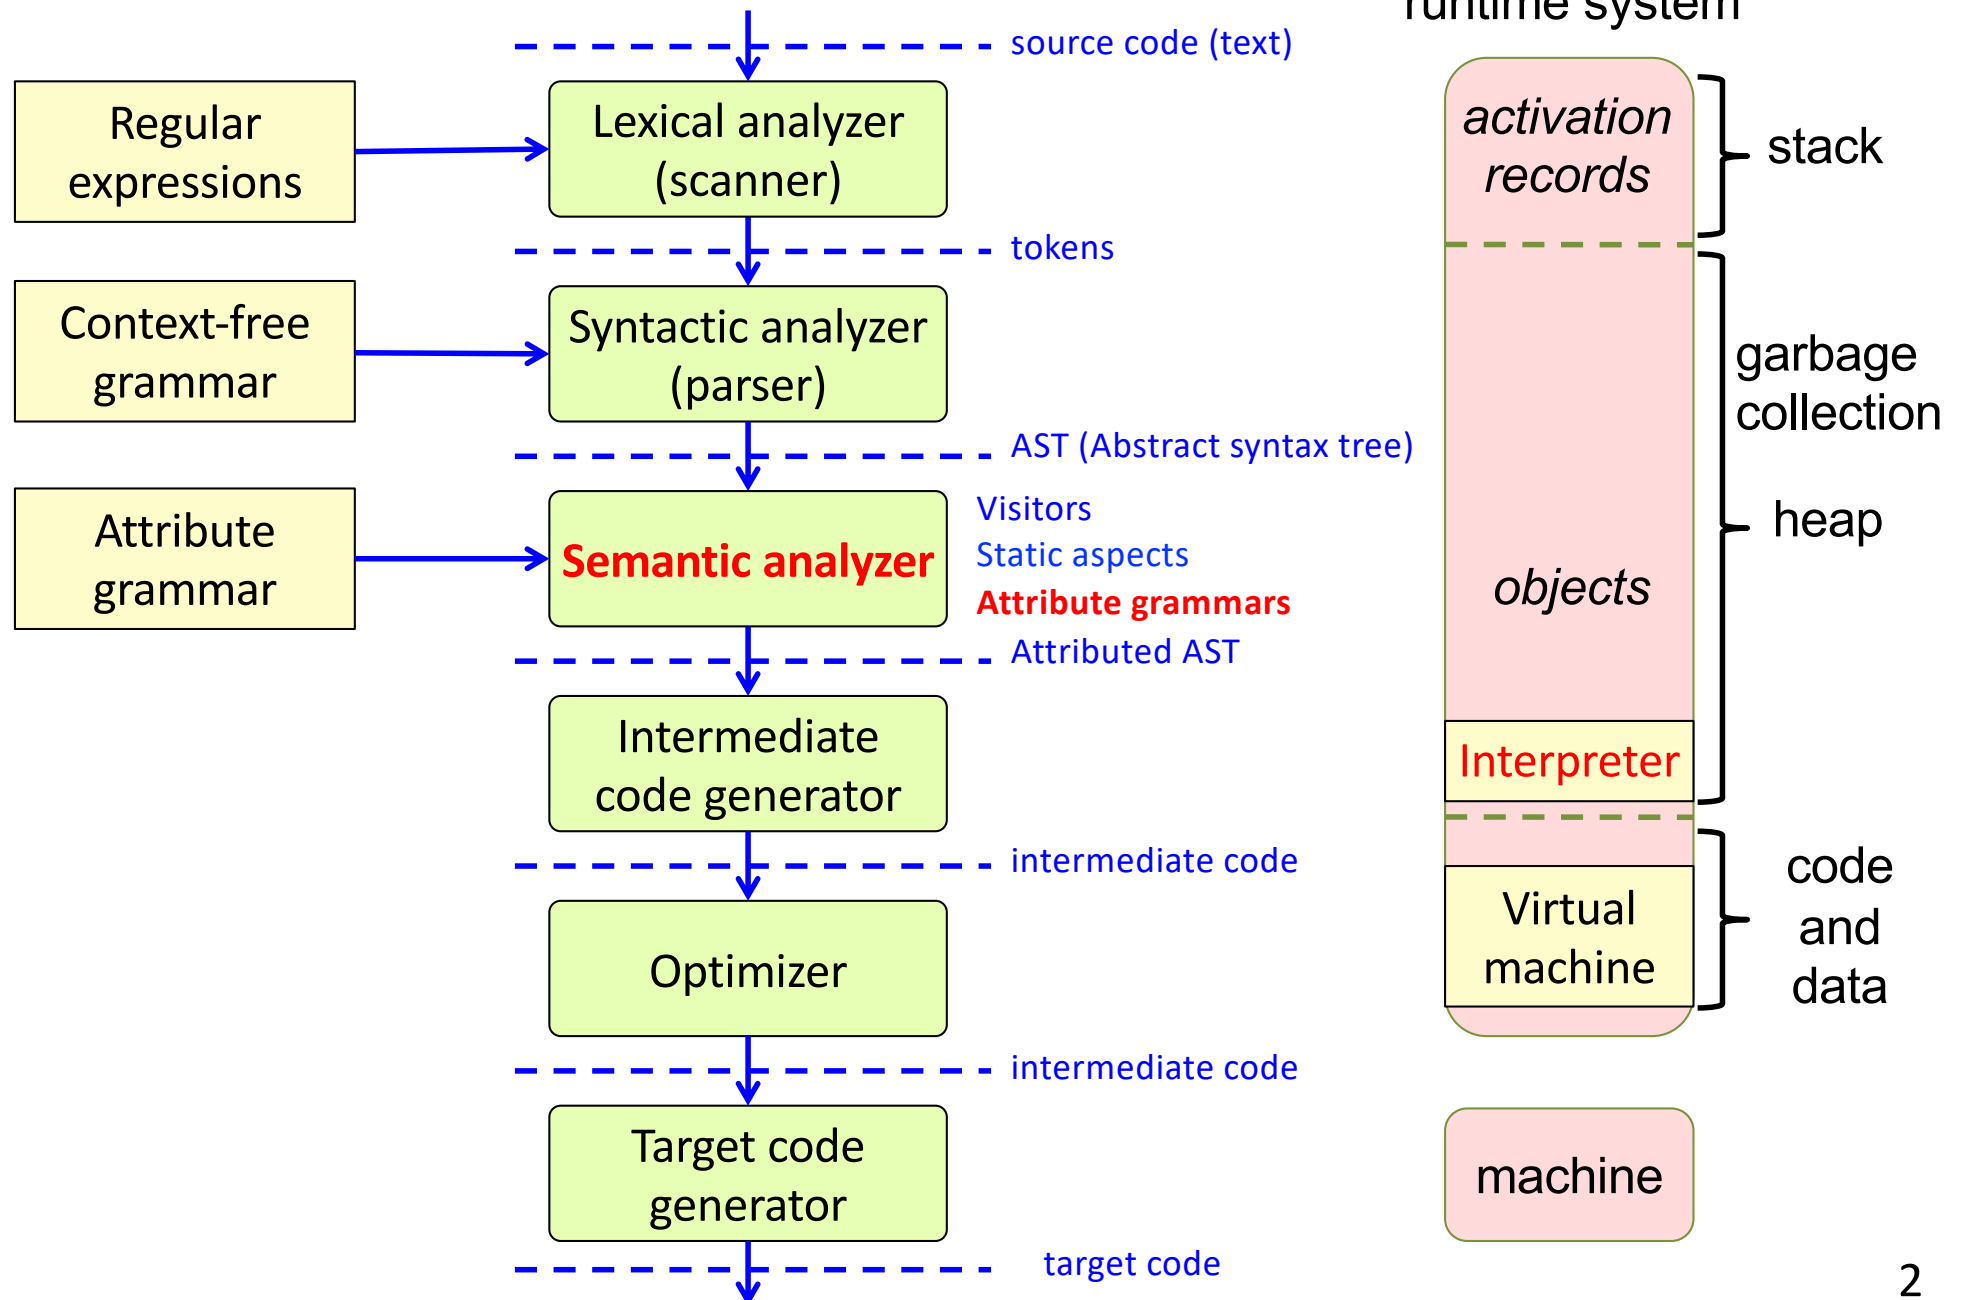 runtime system
source code (text)
Regular
expressions
Lexical analyzer
(scanner)
tokens
Context-free
grammar
Syntactic analyzer
(parser)
AST (Abstract syntax tree)
Attribute
grammar
Semantic analyzer
Visitors
Static aspects
Attribute grammars
Attributed AST
Intermediate
code generator
intermediate code
Optimizer
intermediate code
Target code
generator
target code
activation
records
stack
garbage
collection
heap
objects
Interpreter
Virtual
machine
code
and
data
machine
2